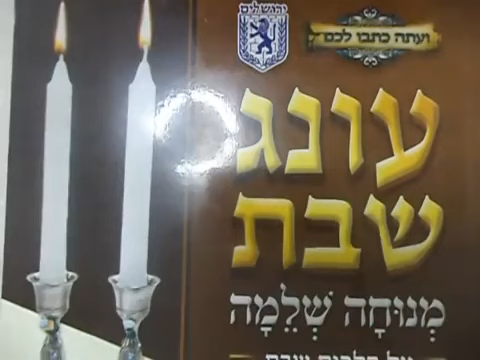 ירושלים
ועתה כתבו לכם
עונג
שבת
מְנוּחָה שְׁלֵמָה